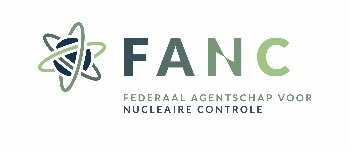 FANC
FEDERAAL AGENTSCHAP VOOR
NUCLEAIRE CONTROLE